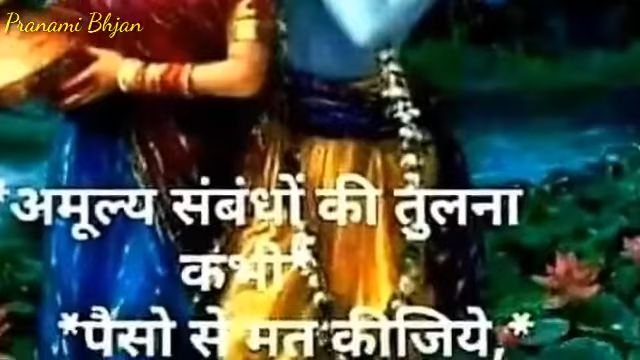 Pranami Bhjan
*अमूल्य संबंधों की तुलना
कभी*
*पैसो से मत कीजिये,*